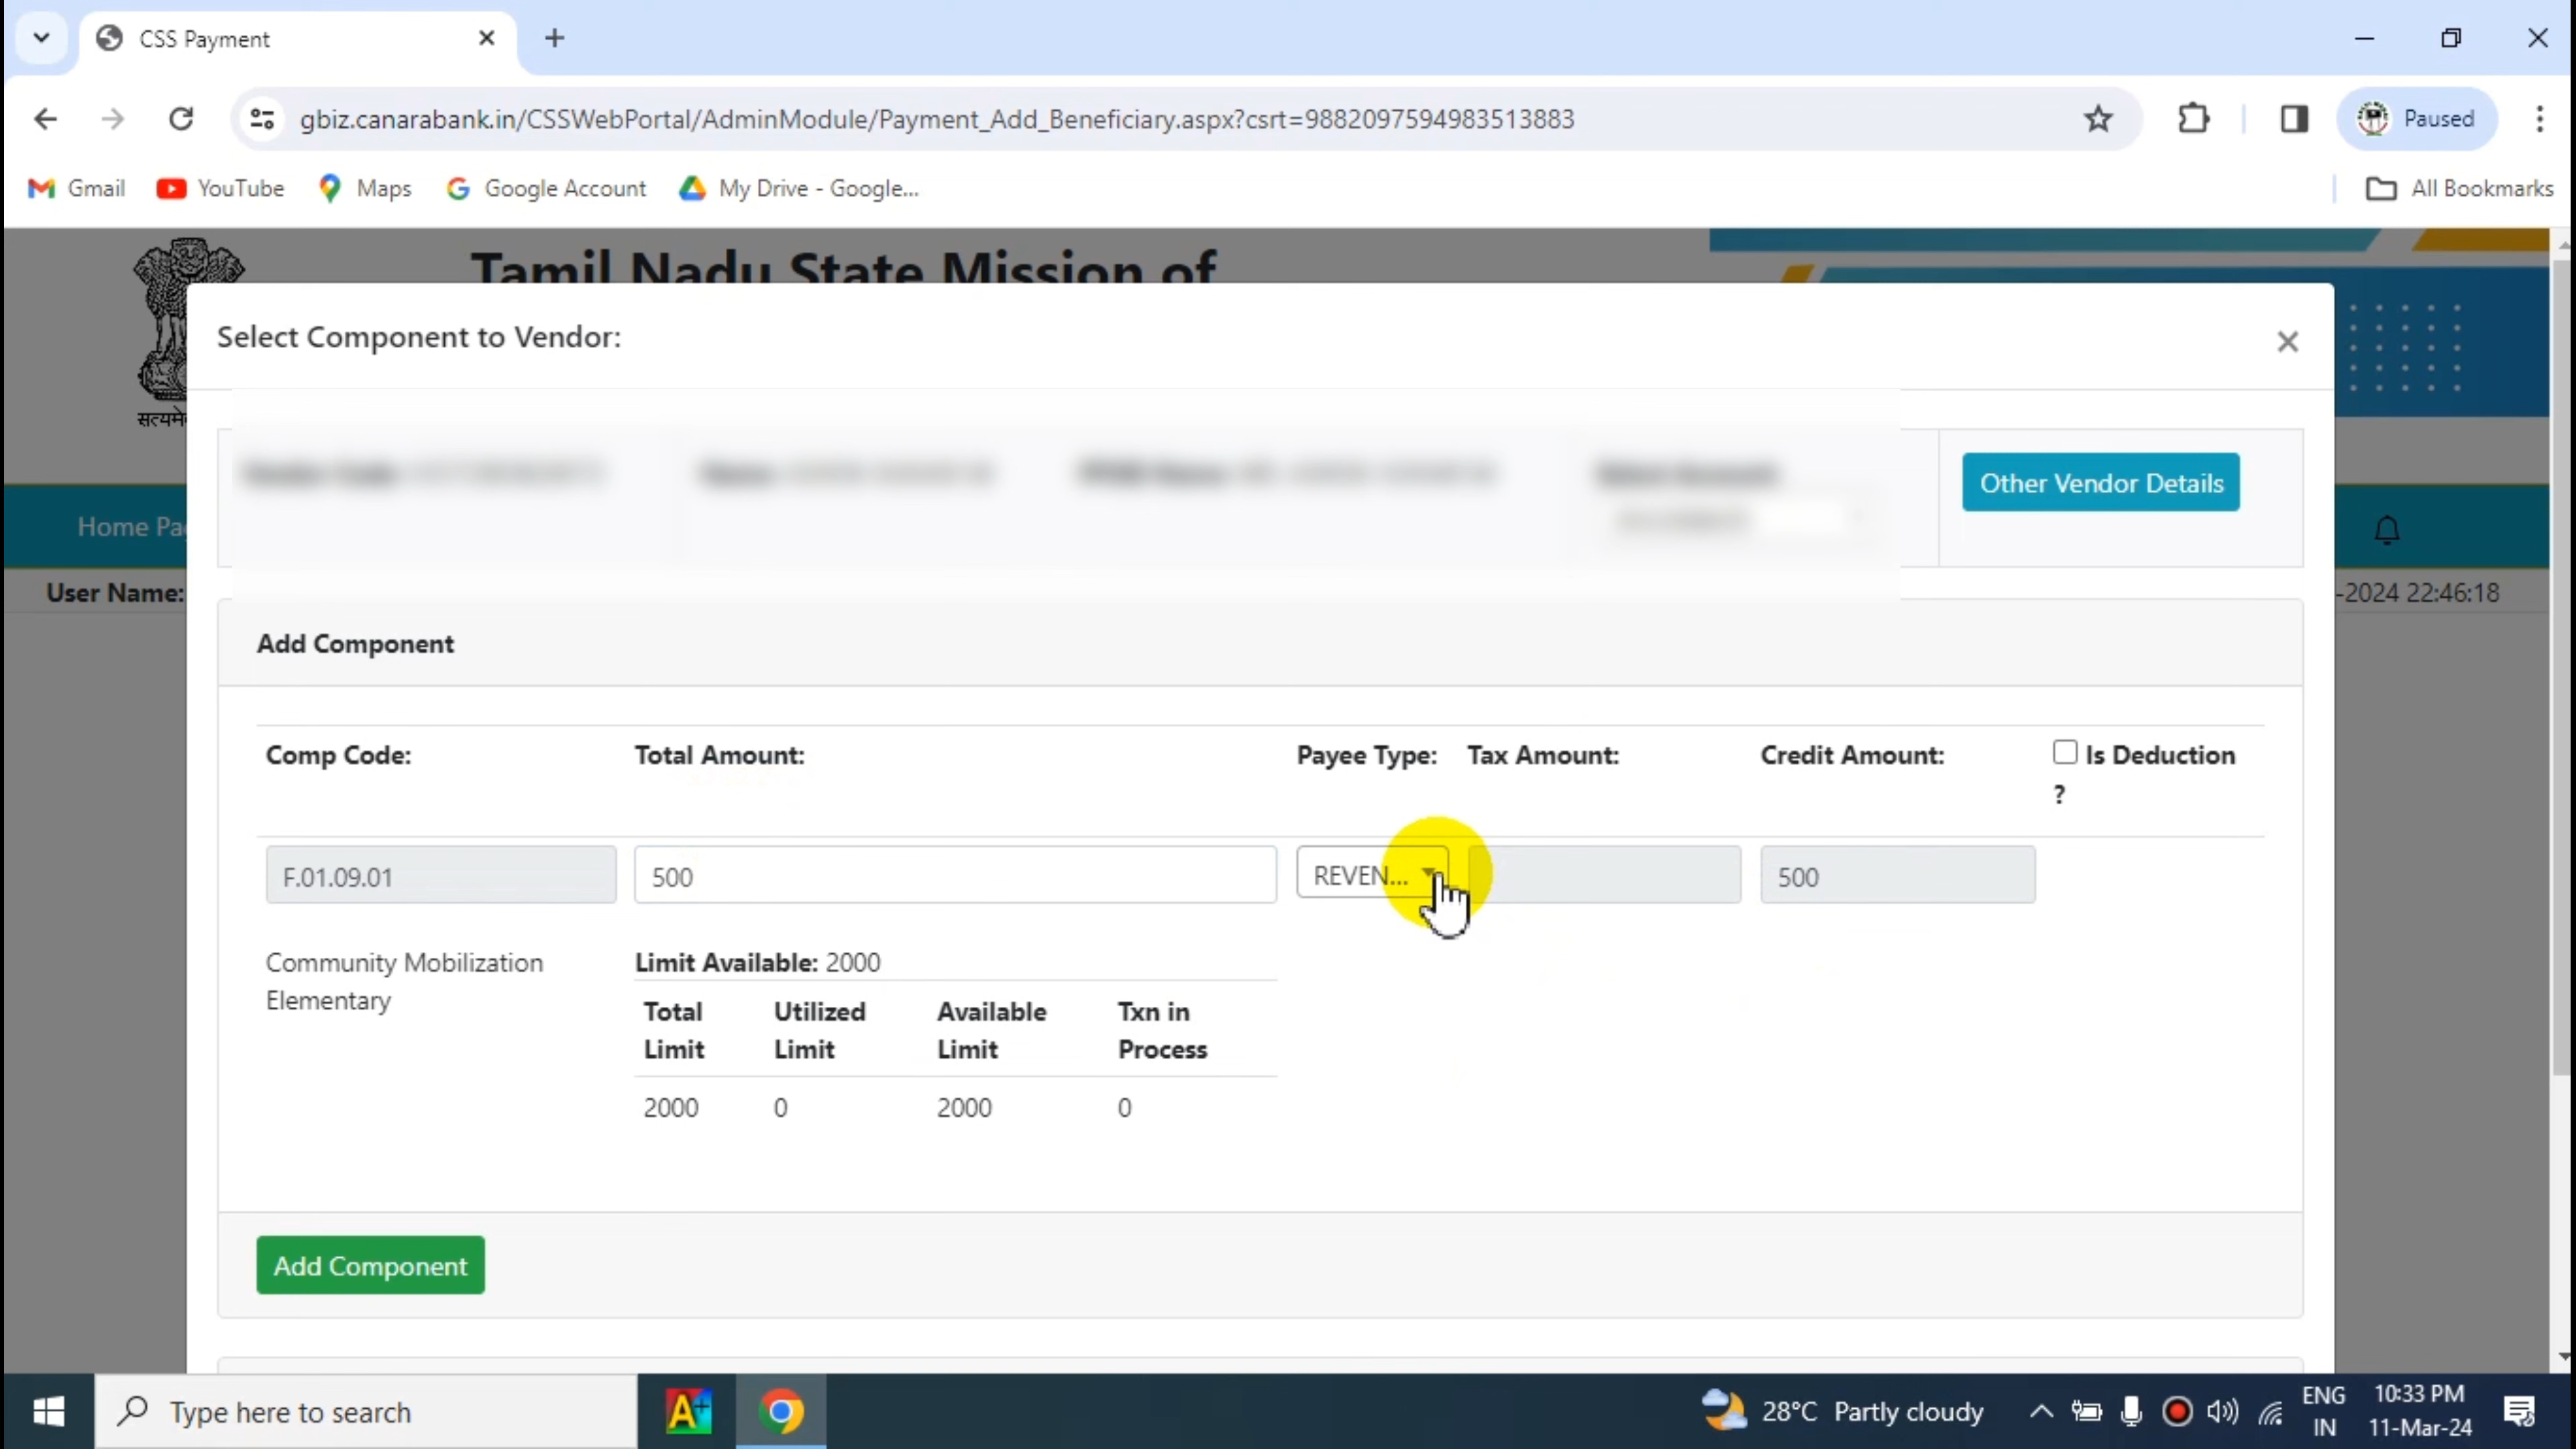 CSS Payment
gbiz.canarabank.in/CSSWebPortal/AdminModule/Payment_Add_Beneficiary.aspx?csrt=9882097594983513883
Paused
Gmail YouTube Maps Google Account My Drive - Google... All Bookmarks
Tamil Nadu State Mission of
Select Component to Vendor:
Other Vendor Details
Home Pa
User Name:
-2024 22:46:18
Add Component
Comp Code: Total Amount: Payee Type: Tax Amount: Credit Amount: Is Deduction
?
F.01.09.01 500 REVEN... 500
Community Mobilization
Elementary
Limit Available: 2000
Total Limit Utilized Limit Available Limit Txn in Process
2000 0 2000 0
Add Component
Type here to search
28°C Partly cloudy
ENG
IN
10:33 PM
11-Mar-24